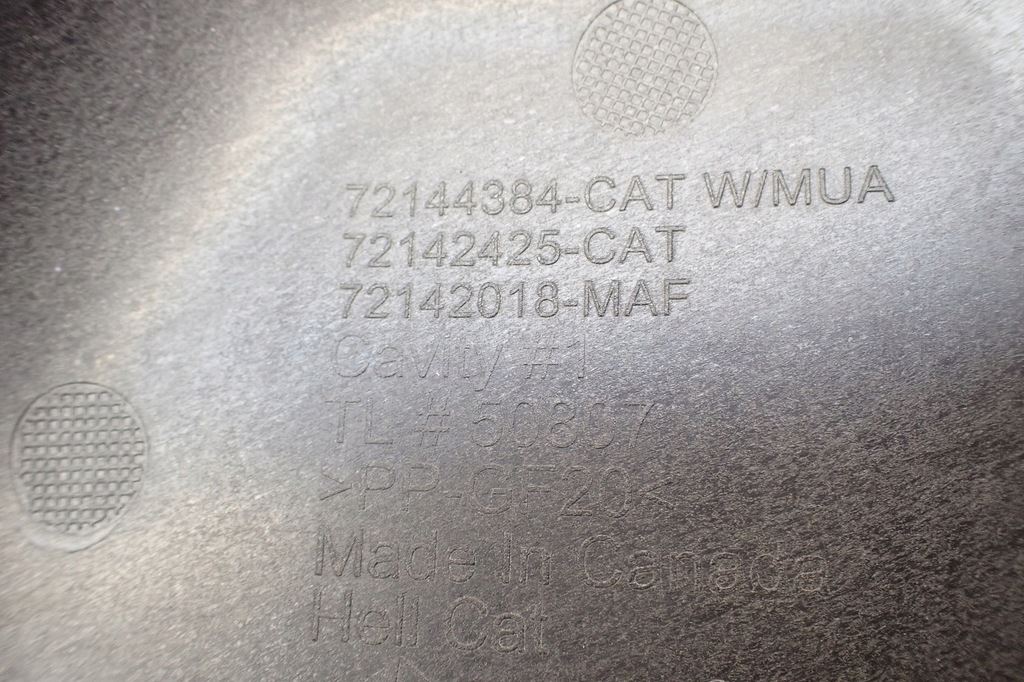 72144384-CAT W/MUA
72142425-CAT
72142018-MAF
Cavity #1
TL # 50807
>PP-GF20<
Made In Canada
Hell Cat